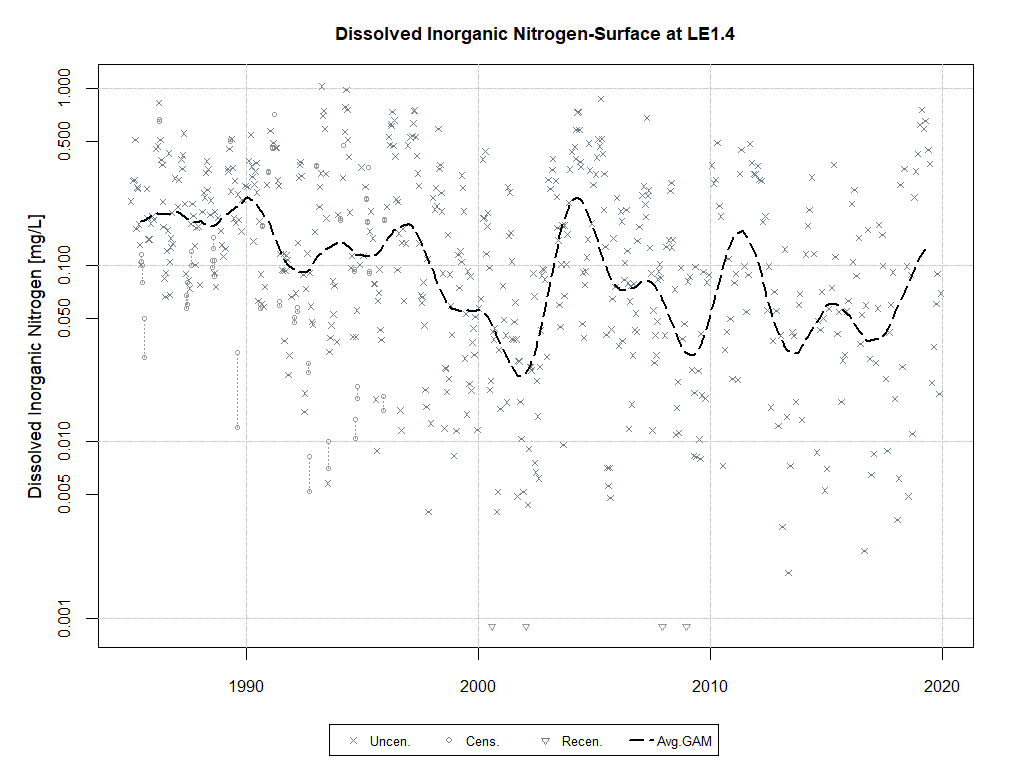 Dissolved Inorganic Nitrogen-Surface at LE1.4
Dissolved Inorganic Nitrogen [mg/L]
1.000
0.500
0.100
0.050
0.010
0.005
0.001
1990 2000 2010 2020
Uncen. Cens. Recen. Avg.GAM